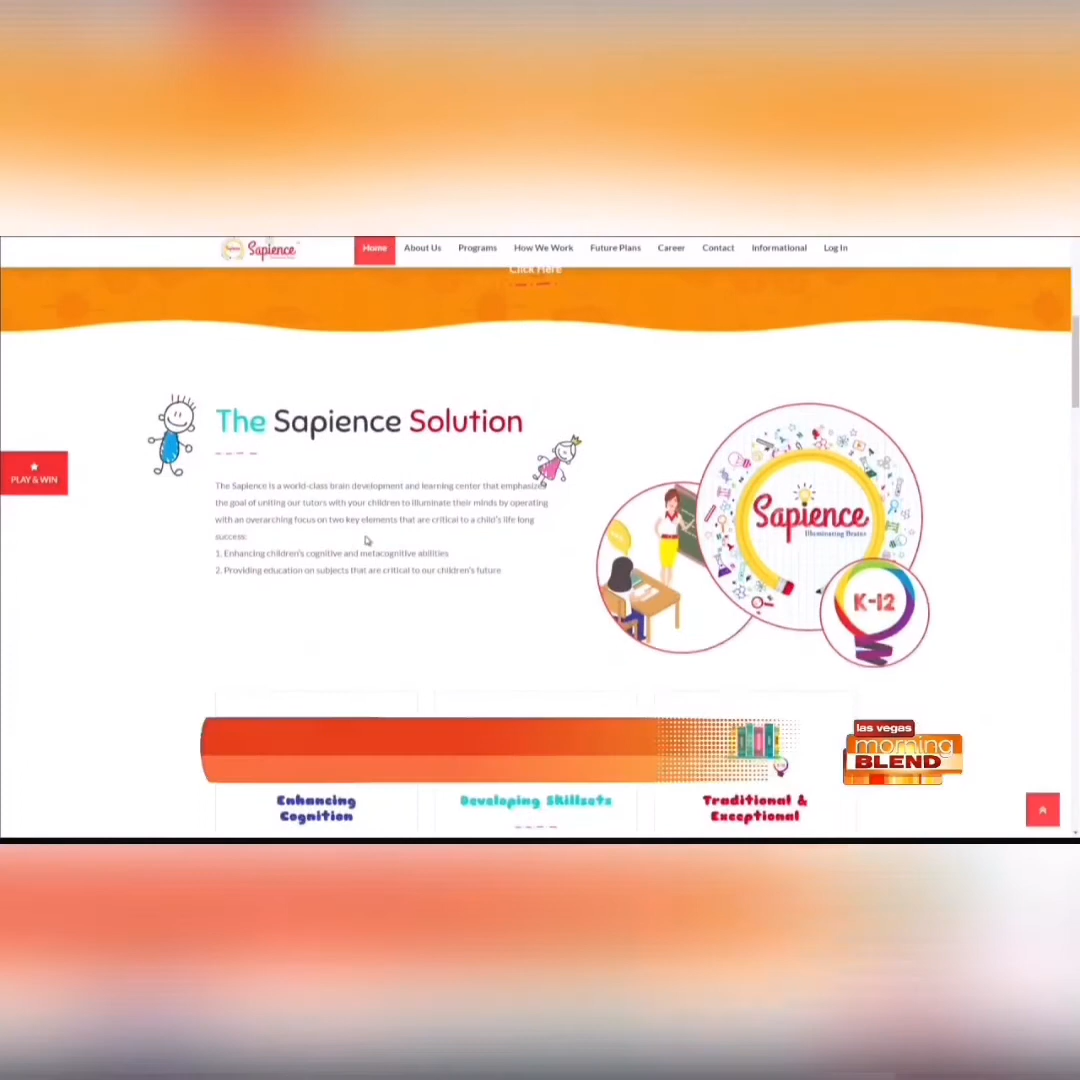 Sapience
Home
About Us
Programs
How We Work
Future Plans
Career
Contact
Informational
Log In
Click Here
The Sapience Solution
PLAY & WIN
The Sapience is a world-class brain development and learning center that emphasize
the goal of uniting our tutors with your children to illuminate their minds by operating
with an overarching focus on two key elements that are critical to a child's life long
success:
1. Enhancing children's cognitive and metacognitive abilities
2. Providing education on subjects that are critical to our children's future
Sapience
Illuminating Brains
K-12
las vegas
morning
BLEND
Enhancing
Cognition
Developing Skillsets
Traditional &
Exceptional